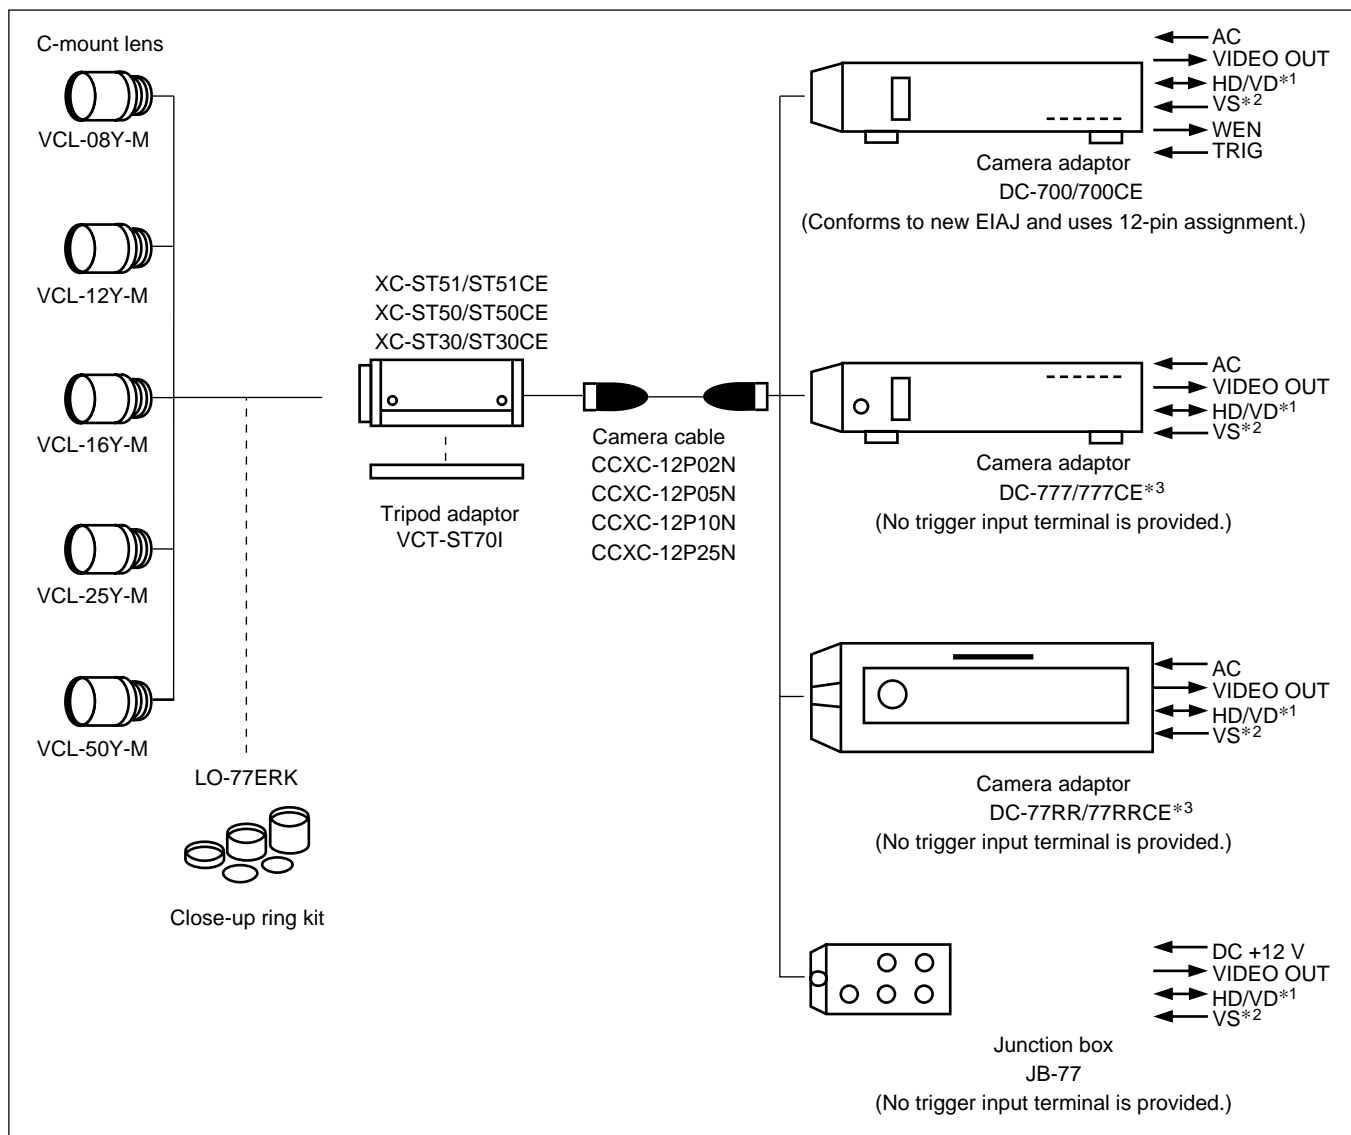 C-mount lens
VCL-08Y-M
VCL-12Y-M
VCL-16Y-M
VCL-25Y-M
VCL-50Y-M
LO-77ERK
Close-up ring kit
XC-ST51/ST51CE
XC-ST50/ST50CE
XC-ST30/ST30CE
Tripod adaptor
VCT-ST70I
Camera cable
CCXC-12P02N
CCXC-12P05N
CCXC-12P10N
CCXC-12P25N
AC
VIDEO OUT
HD/VD*1
VS*2
WEN
TRIG
Camera adaptor
DC-700/700CE
(Conforms to new EIAJ and uses 12-pin assignment.)
AC
VIDEO OUT
HD/VD*1
VS*2
Camera adaptor
DC-777/777CE*3
(No trigger input terminal is provided.)
AC
VIDEO OUT
HD/VD*1
VS*2
Camera adaptor
DC-77RR/77RRCE*3
(No trigger input terminal is provided.)
DC +12 V
VIDEO OUT
HD/VD*1
VS*2
Junction box
JB-77
(No trigger input terminal is provided.)